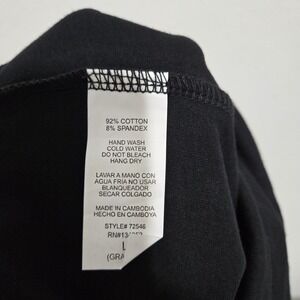 92% COTTON
8% SPANDEX
HAND WASH
COLD WATER
DO NOT BLEACH
HANG DRY
LAVAR A MANO CON
AGUA FRIA NO USAR
BLANQUEADOR
SECAR COLGADO
MADE IN CAMBODIA
HECHO EN CAMBOYA
STYLE# 72546
L
(GRA